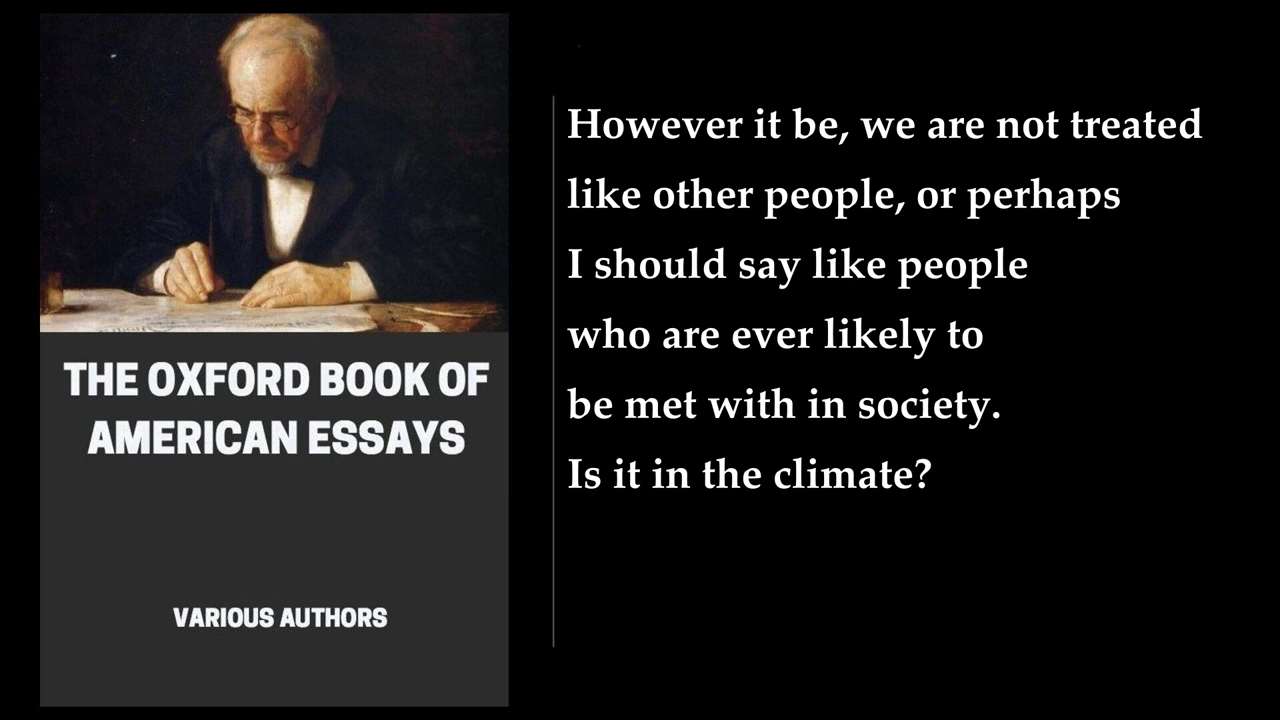 THE OXFORD BOOK OF
AMERICAN ESSAYS
VARIOUS AUTHORS
However it be, we are not treated
like other people, or perhaps
I should say like people
who are ever likely to
be met with in society.
Is it in the climate?